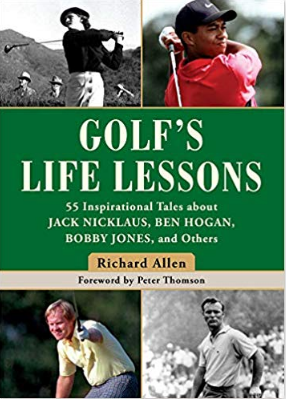 GOLF'S
LIFE LESSONS
55 Inspirational Tales about
JACK NICKLAUS, BEN HOGAN,
BOBBY JONES, and Others
Richard Allen
Foreword by Peter Thomson